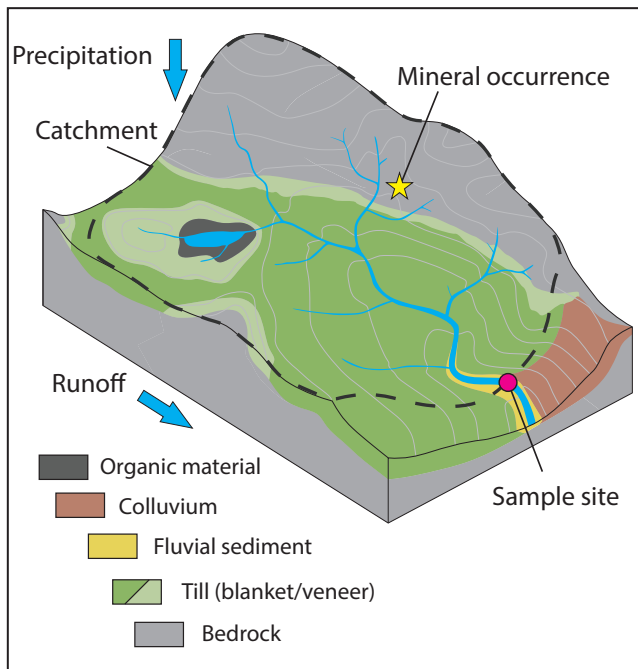 Precipitation
Mineral occurrence
Catchment
Runoff
Sample site
Organic material
Colluvium
Fluvial sediment
Till (blanket/veneer)
Bedrock